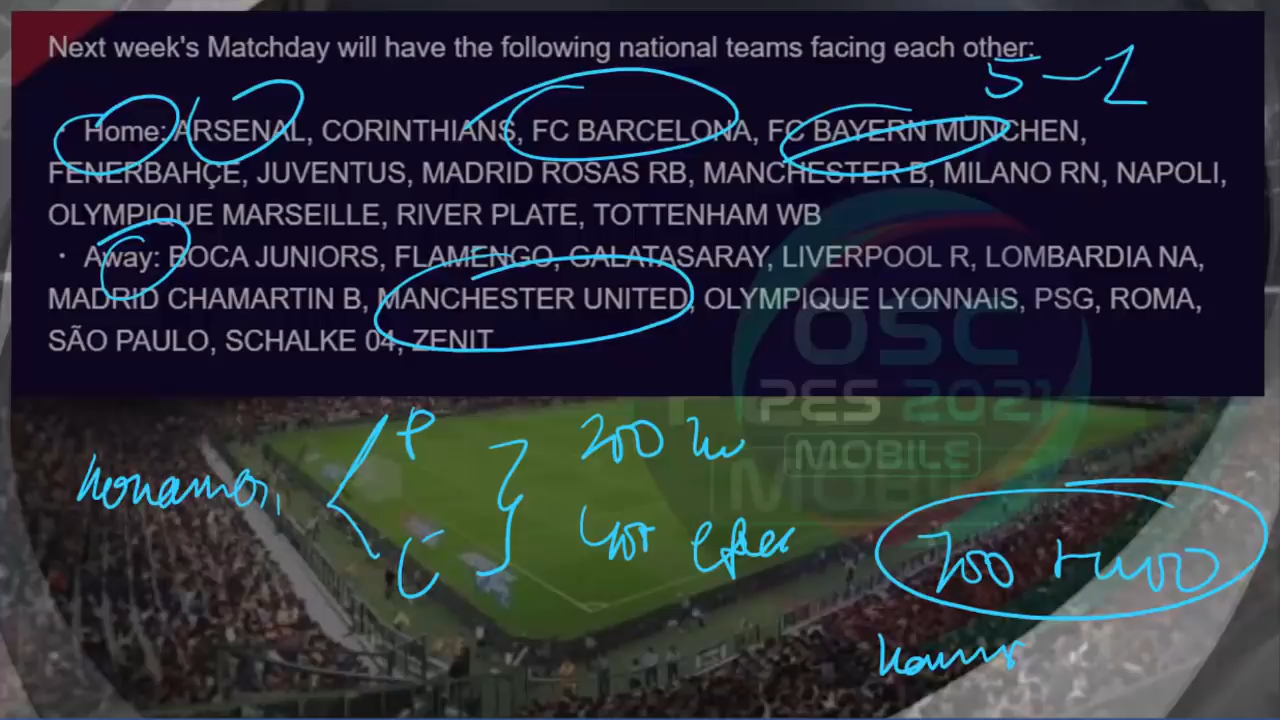 Next week's Matchday will have the following national teams facing each other:
5-1
· Home: ARSENAL, CORINTHIANS, FC BARCELONA, FC BAYERN MÜNCHEN,
FENERBAHÇE, JUVENTUS, MADRID ROSAS RB, MANCHESTER B, MILANO RN, NAPOLI,
OLYMPIQUE MARSEILLE, RIVER PLATE, TOTTENHAM WB
· Away: BOCA JUNIORS, FLAMENGO, GALATASARAY, LIVERPOOL R, LOMBARDIA NA,
MADRID CHAMARTIN B, MANCHESTER UNITED, OLYMPIQUE LYONNAIS, PSG, ROMA,
SÃO PAULO, SCHALKE 04, ZENIT
OSC
PES 2021
MOBILE
200